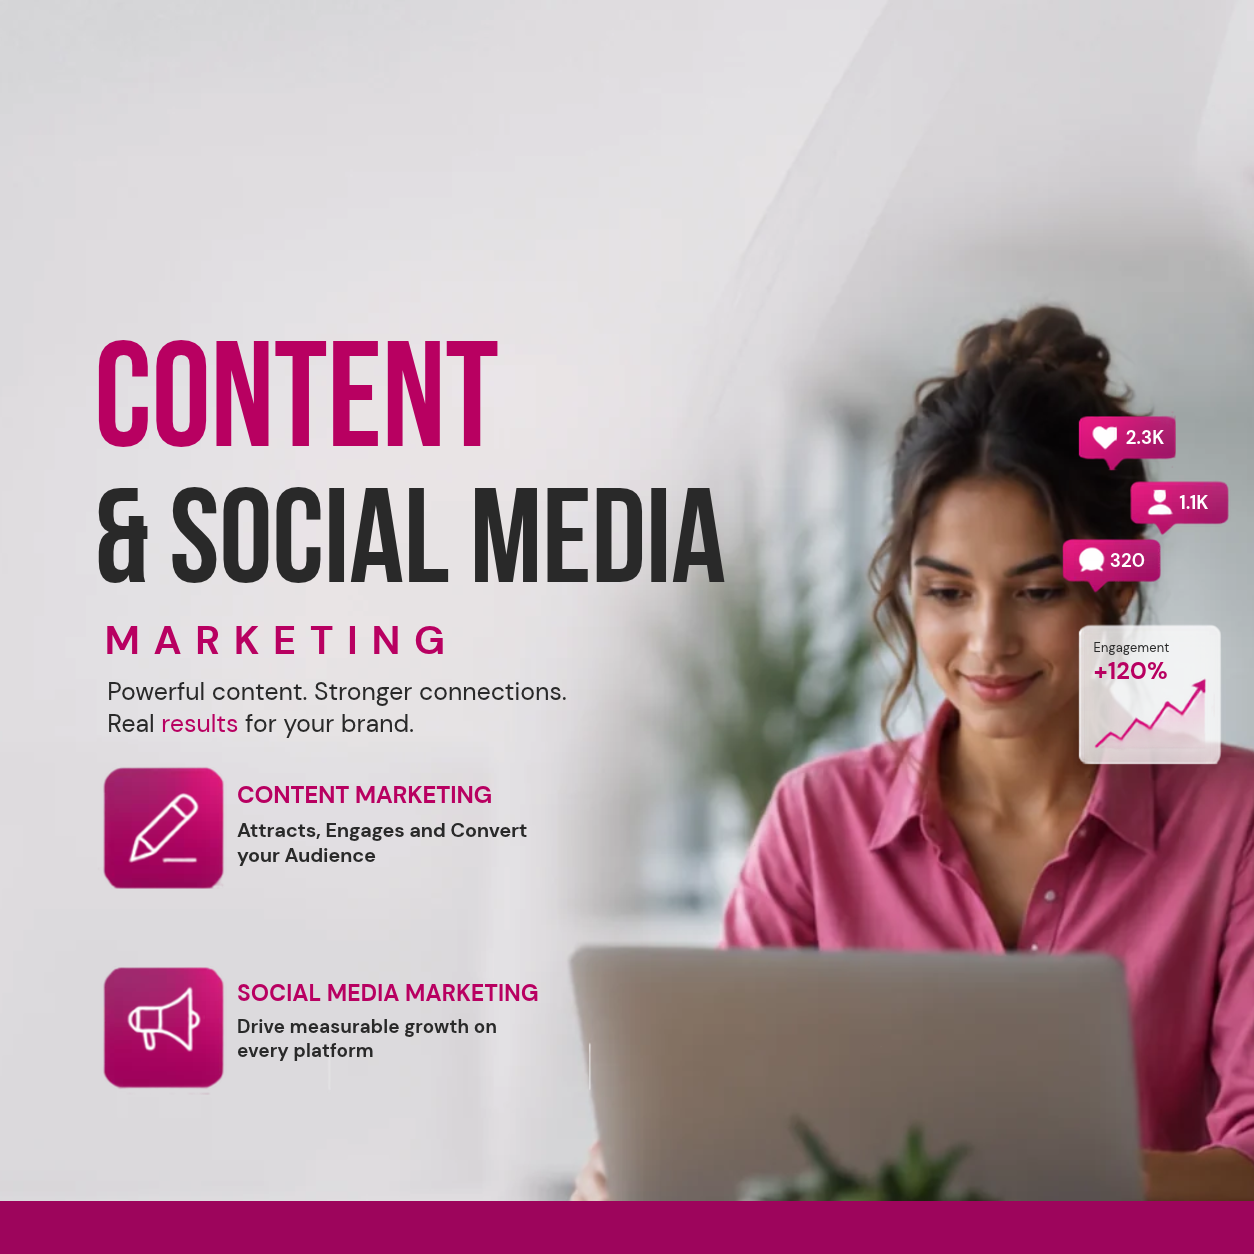 CONTENT
& SOCIAL MEDIA
MARKETING
Powerful content. Stronger connections.
Real results for your brand.
CONTENT MARKETING
Attracts, Engages and Convert
your Audience
SOCIAL MEDIA MARKETING
Drive measurable growth on
every platform
2.3K
1.1K
320
Engagement
+120%